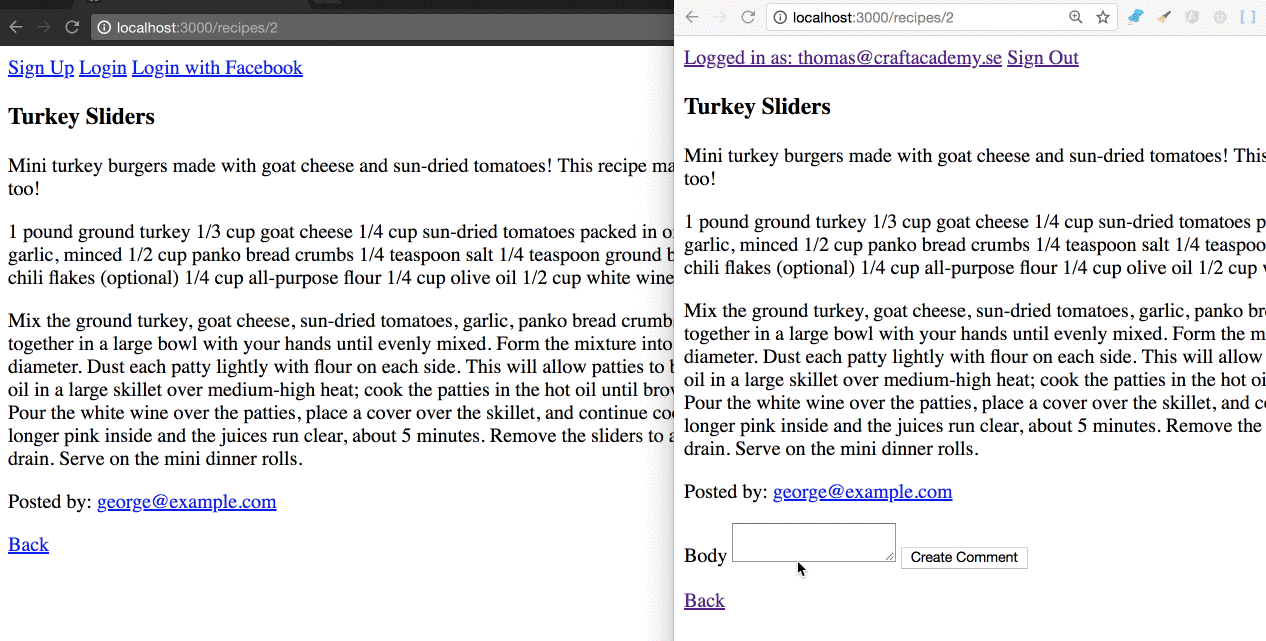 localhost:3000/recipes/2
Sign Up Login Login with Facebook
Turkey Sliders
Mini turkey burgers made with goat cheese and sun-dried tomatoes! This recipe
too!
1 pound ground turkey 1/3 cup goat cheese 1/4 cup sun-dried tomatoes packed in
garlic, minced 1/2 cup panko bread crumbs 1/4 teaspoon salt 1/4 teaspoon ground
chili flakes (optional) 1/4 cup all-purpose flour 1/4 cup olive oil 1/2 cup white wine
Mix the ground turkey, goat cheese, sun-dried tomatoes, garlic, panko bread
together in a large bowl with your hands until evenly mixed. Form the mixture into
diameter. Dust each patty lightly with flour on each side. This will allow patties to
oil in a large skillet over medium-high heat; cook the patties in the hot oil until
Pour the white wine over the patties, place a cover over the skillet, and continue
longer pink inside and the juices run clear, about 5 minutes. Remove the sliders to
drain. Serve on the mini dinner rolls.
Posted by: george@example.com
Back
localhost:3000/recipes/2
Logged in as: thomas@craftacademy.se Sign Out
Turkey Sliders
Mini turkey burgers made with goat cheese and sun-dried tomatoes! This
too!
1 pound ground turkey 1/3 cup goat cheese 1/4 cup sun-dried tomatoes
garlic, minced 1/2 cup panko bread crumbs 1/4 teaspoon salt 1/4
chili flakes (optional) 1/4 cup all-purpose flour 1/4 cup olive oil 1/2 cup
Mix the ground turkey, goat cheese, sun-dried tomatoes, garlic, panko
together in a large bowl with your hands until evenly mixed. Form the
diameter. Dust each patty lightly with flour on each side. This will allow
oil in a large skillet over medium-high heat; cook the patties in the hot
Pour the white wine over the patties, place a cover over the skillet, and
longer pink inside and the juices run clear, about 5 minutes. Remove the
drain. Serve on the mini dinner rolls.
Posted by: george@example.com
Body Create Comment
Back